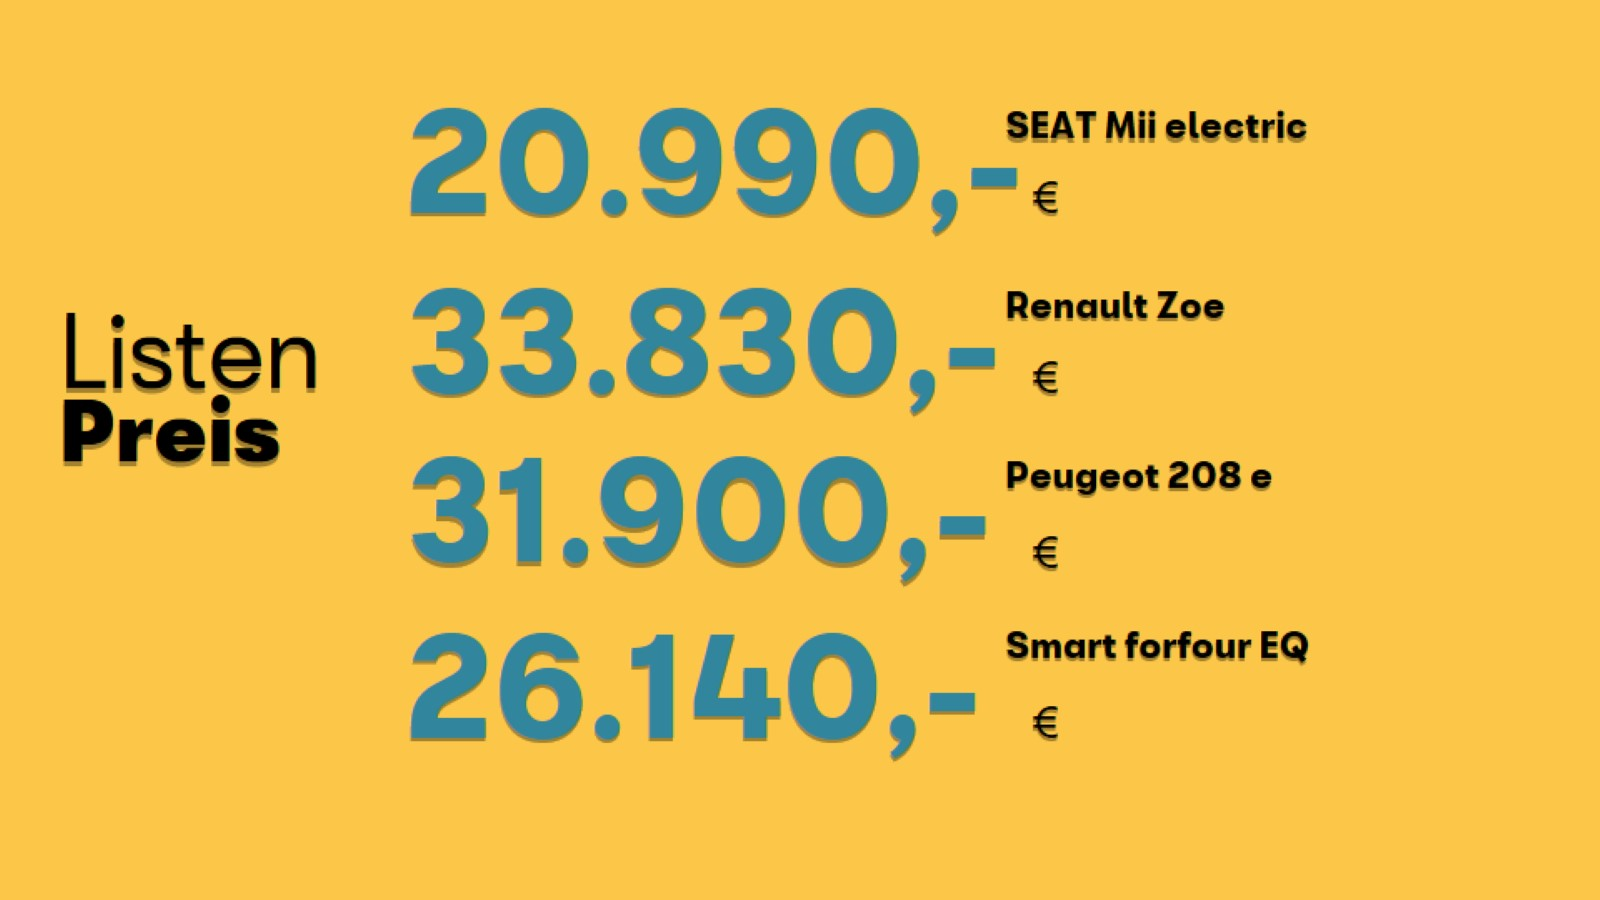 Listen
Preis
20.990,- €
SEAT Mii electric
33.830,- €
Renault Zoe
31.900,- €
Peugeot 208 e
26.140,- €
Smart forfour EQ